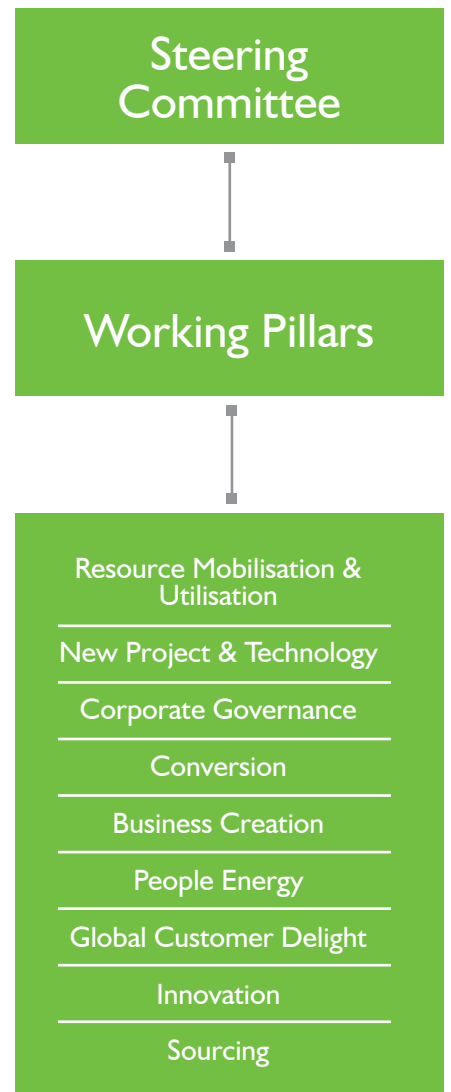 Steering
Committee
Working Pillars
Resource Mobilisation &
Utilisation
New Project & Technology
Corporate Governance
Conversion
Business Creation
People Energy
Global Customer Delight
Innovation
Sourcing